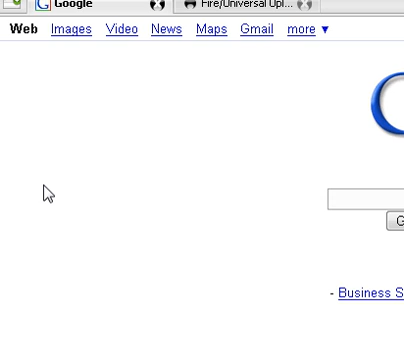 Google Fire/Universal Upl...
Web Images Video News Maps Gmail more ▼
G
- Business S